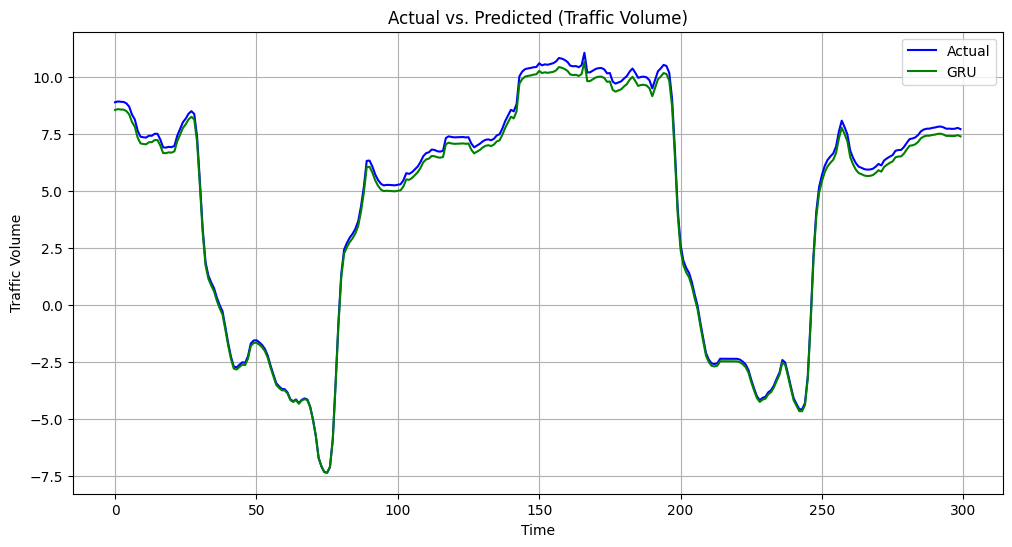 Actual vs. Predicted (Traffic Volume)
Actual
GRU
Traffic Volume
10.0
7.5
5.0
2.5
0.0
−2.5
−5.0
−7.5
0 50 100 150 200 250 300
Time